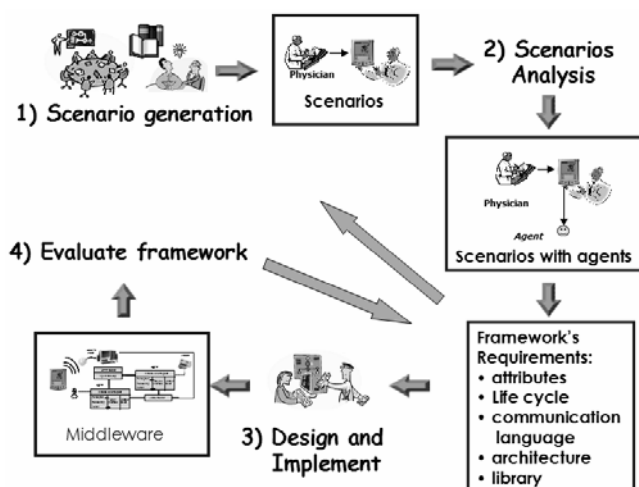 1) Scenario generation
Physician
Scenarios
2) Scenarios
Analysis
Physician
Agent
Scenarios with agents
Framework's
Requirements:
• attributes
• Life cycle
• communication
language
• architecture
• library
3) Design and
Implement
Middleware
4) Evaluate framework